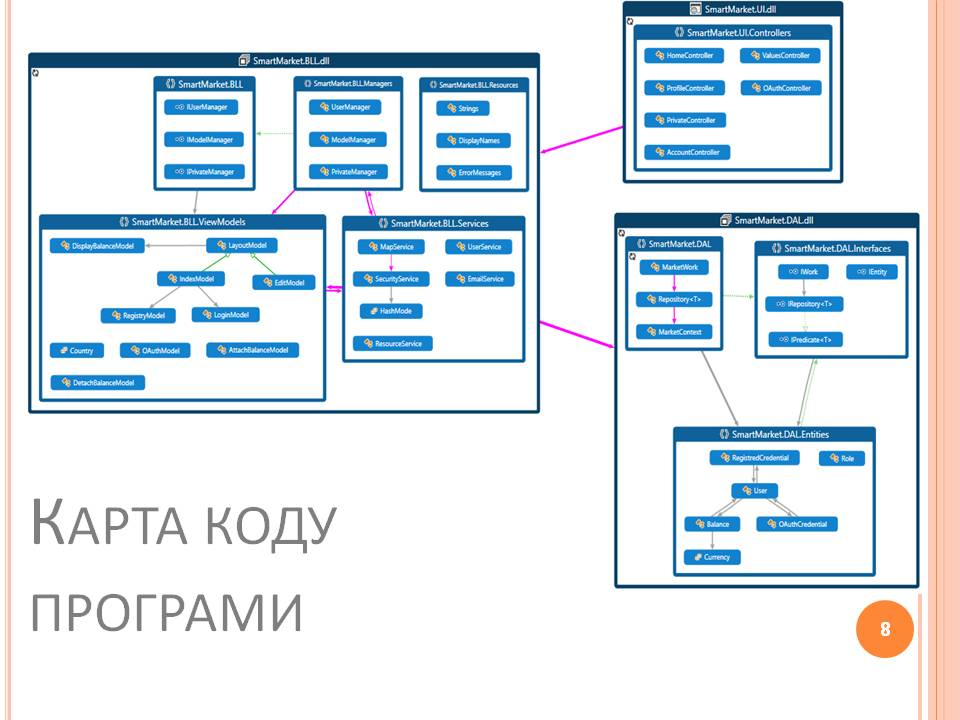 SmartMarket.UI.dll
SmartMarket.UI.Controllers
HomeController
ValuesController
ProfileController
OAuthController
PrivateController
AccountController
SmartMarket.BLL.dll
SmartMarket.BLL
IUserManager
IModelManager
IPrivateManager
SmartMarket.BLL.Managers
UserManager
ModelManager
PrivateManager
SmartMarket.BLL.Resources
Strings
DisplayNames
ErrorMessages
SmartMarket.BLL.ViewModels
DisplayBalanceModel
LayoutModel
IndexModel
EditModel
RegistryModel
LoginModel
Country
OAuthModel
AttachBalanceModel
DetachBalanceModel
SmartMarket.BLL.Services
MapService
UserService
SecurityService
EmailService
HashMode
ResourceService
SmartMarket.DAL.dll
SmartMarket.DAL
MarketWork
Repository<T>
MarketContext
SmartMarket.DAL.Interfaces
IWork
IEntity
IRepository<T>
IPredicate<T>
SmartMarket.DAL.Entities
RegistredCredential
Role
User
Balance
OAuthCredential
Currency
КАРТА КОДУ
ПРОГРАМИ
8